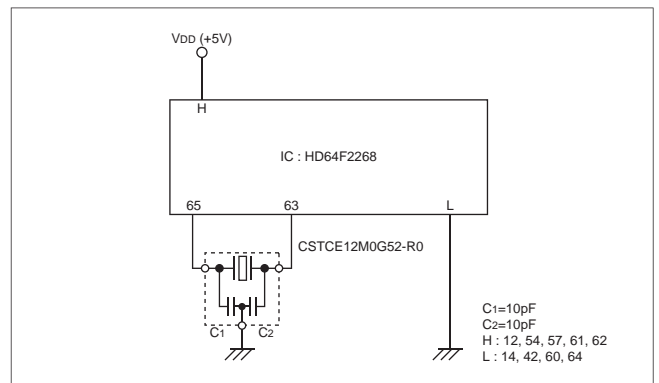 VDD (+5V)
H
IC : HD64F2268
65 63 L
CSTCE12M0G52-R0
C1 C2
C1=10pF
C2=10pF
H : 12, 54, 57, 61, 62
L : 14, 42, 60, 64